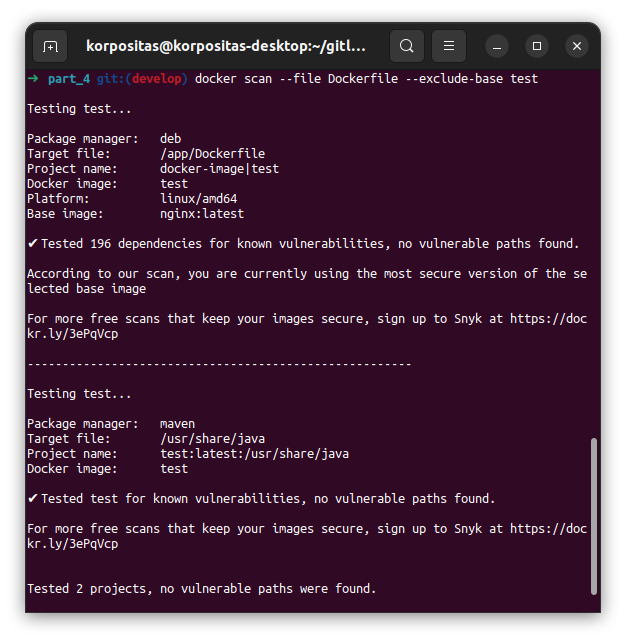 korpositas@korpositas-desktop:~/gitl...
➜ part_4 git:(develop) docker scan --file Dockerfile --exclude-base test
Testing test...
Package manager: deb
Target file: /app/Dockerfile
Project name: docker-image|test
Docker image: test
Platform: linux/amd64
Base image: nginx:latest
✔ Tested 196 dependencies for known vulnerabilities, no vulnerable paths found.
According to our scan, you are currently using the most secure version of the se
lected base image
For more free scans that keep your images secure, sign up to Snyk at https://doc
kr.ly/3ePqVcp
-------------------------------------------------------
Testing test...
Package manager: maven
Target file: /usr/share/java
Project name: test:latest:/usr/share/java
Docker image: test
✔ Tested test for known vulnerabilities, no vulnerable paths found.
For more free scans that keep your images secure, sign up to Snyk at https://doc
kr.ly/3ePqVcp
Tested 2 projects, no vulnerable paths were found.